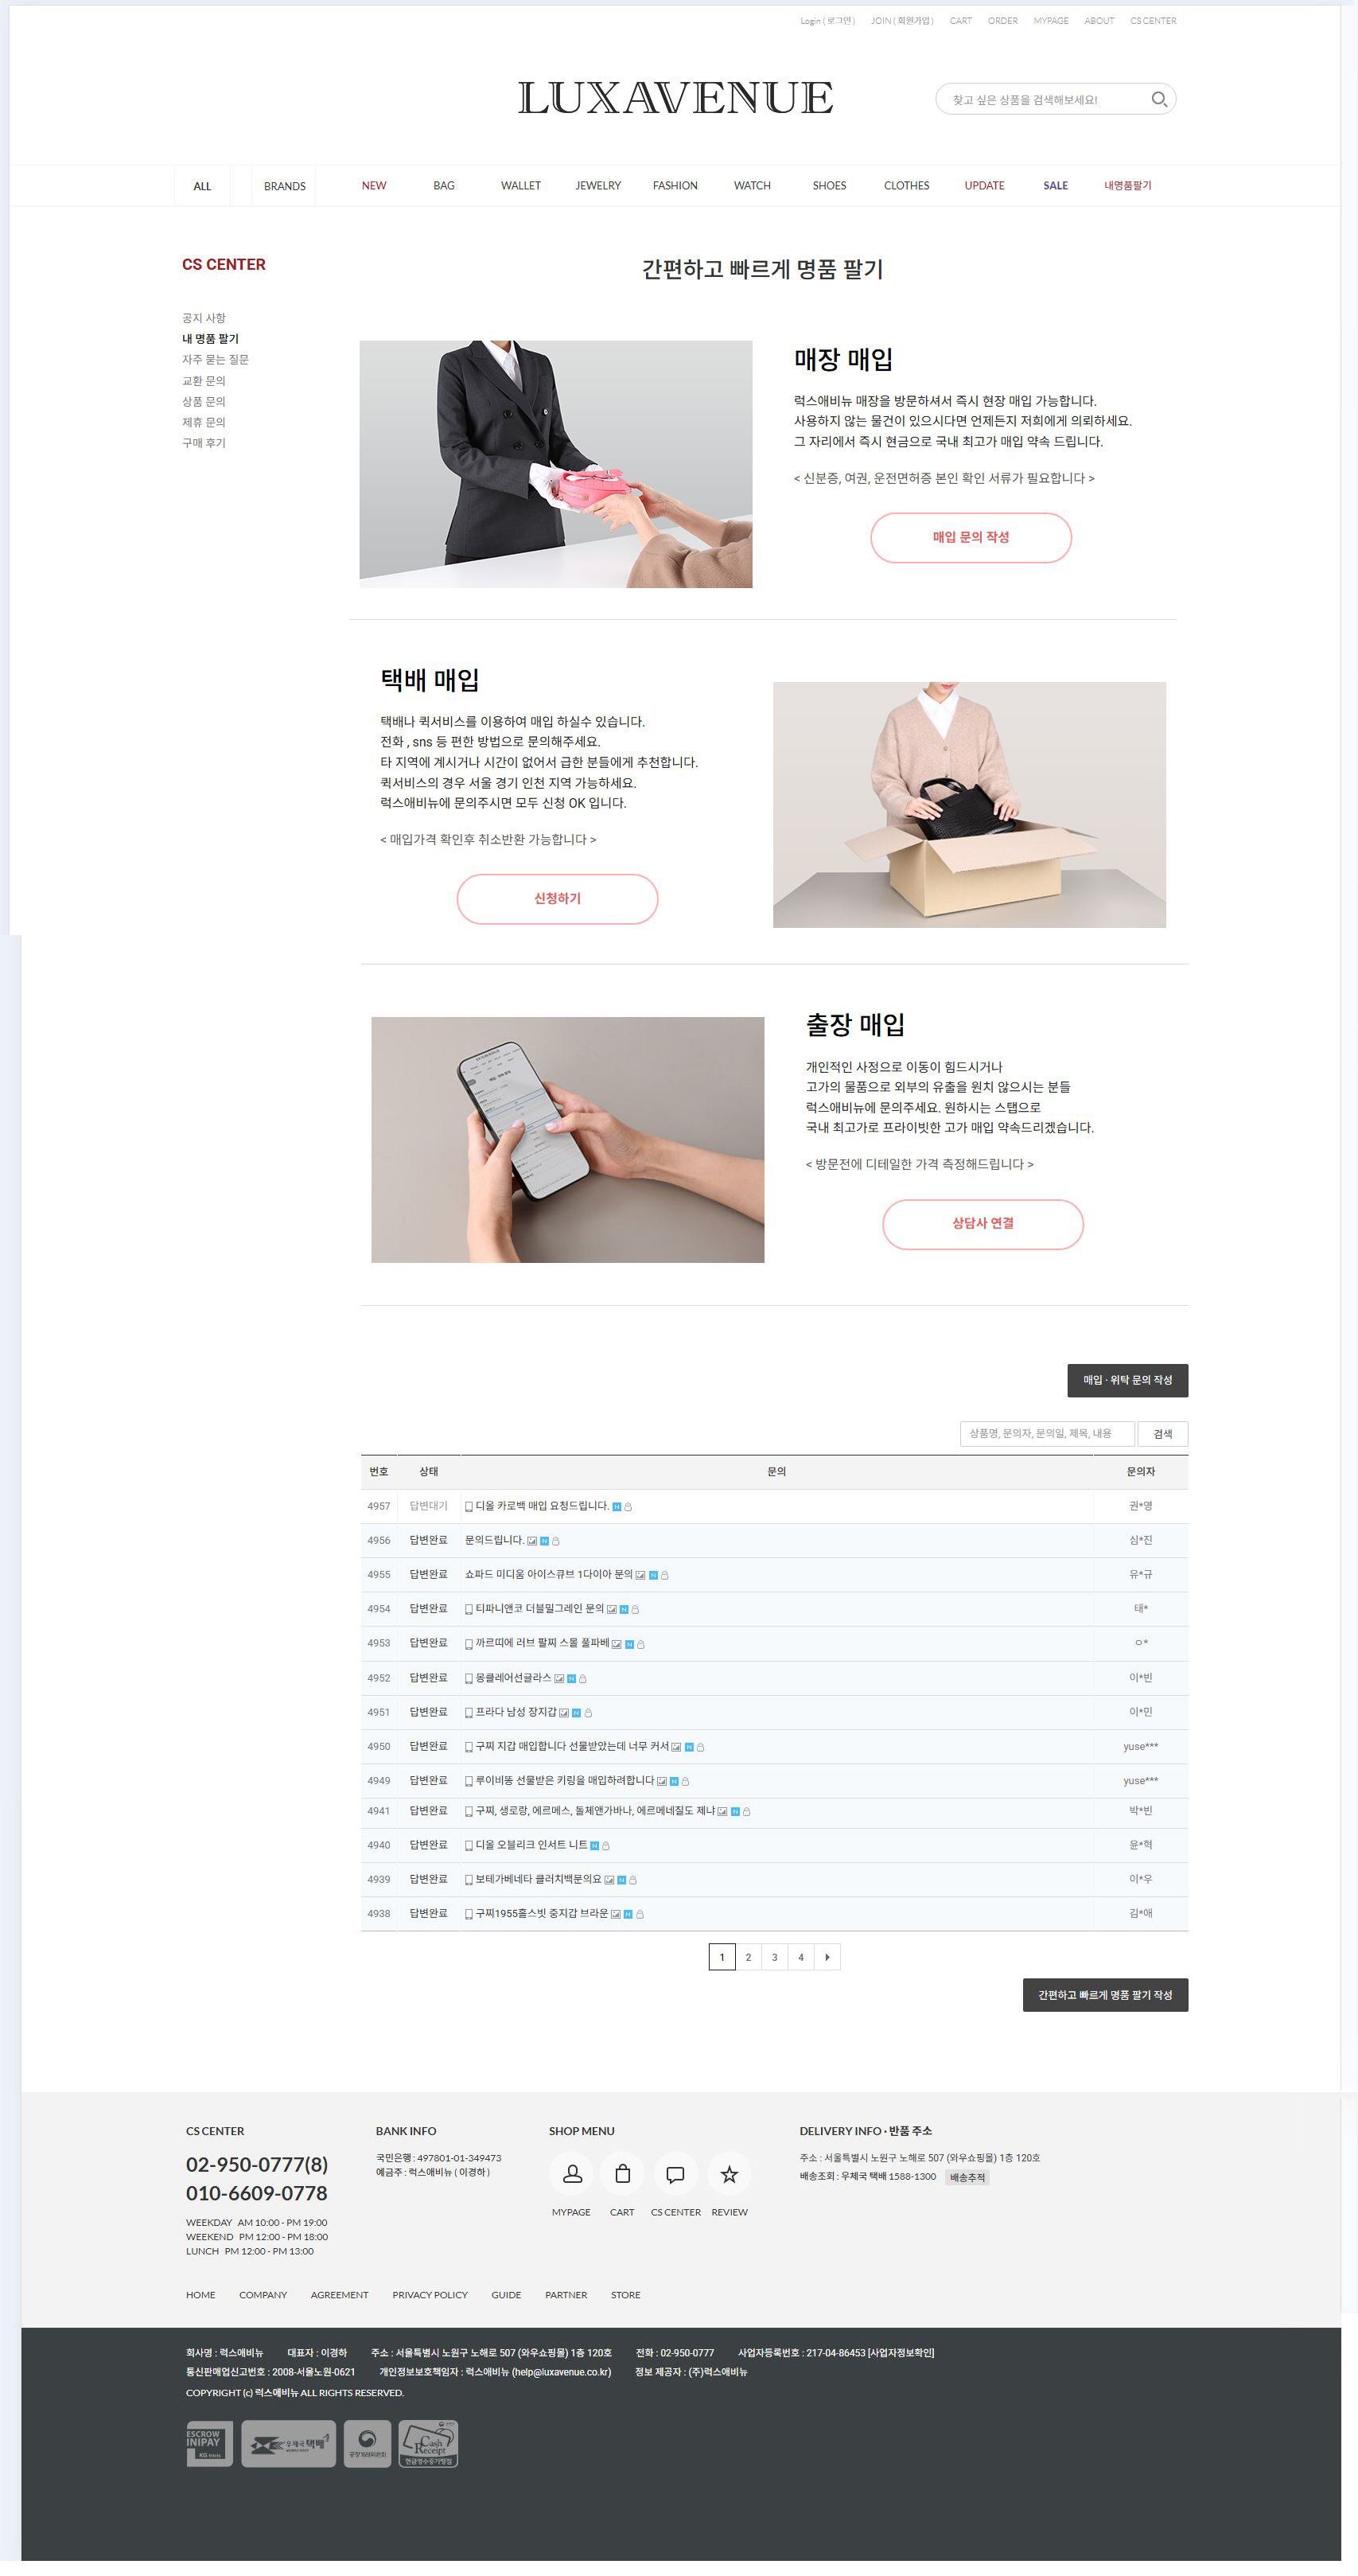 Login ( 로그인 ) JOIN ( 회원가입 ) CART ORDER MYPAGE ABOUT CS CENTER
LUXAVENUE
찾고 싶은 상품을 검색해보세요!
ALL BRANDS NEW BAG WALLET JEWELRY FASHION WATCH SHOES CLOTHES UPDATE SALE 내명품팔기
CS CENTER
공지 사항
내 명품 팔기
자주 묻는 질문
교환 문의
상품 문의
제휴 문의
구매 후기
간편하고 빠르게 명품 팔기
매장 매입
럭스애비뉴 매장을 방문하셔서 즉시 현장 매입 가능합니다.
사용하지 않는 물건이 있으시다면 언제든지 저희에게 의뢰하세요.
그 자리에서 즉시 현금으로 국내 최고가 매입 약속 드립니다.
< 신분증, 여권, 운전면허증 본인 확인 서류가 필요합니다 >
매입 문의 작성
택배 매입
택배나 퀵서비스를 이용하여 매입 하실수 있습니다.
전화 , sns 등 편한 방법으로 문의해주세요.
타 지역에 계시거나 시간이 없어서 급한 분들에게 추천합니다.
퀵서비스의 경우 서울 경기 인천 지역 가능하세요.
럭스애비뉴에 문의주시면 모두 신청 OK 입니다.
< 매입가격 확인후 취소반환 가능합니다 >
신청하기
출장 매입
개인적인 사정으로 이동이 힘드시거나
고가의 물품으로 외부의 유출을 원치 않으시는 분들
럭스애비뉴에 문의주세요. 원하시는 스탭으로
국내 최고가로 프라이빗한 고가 매입 약속드리겠습니다.
< 방문전에 디테일한 가격 측정해드립니다 >
상담사 연결
매입 · 위탁 문의 작성
상품명, 문의자, 문의일, 제목, 내용 검색
번호 상태 문의 문의자
4957 답변대기 디올 카로백 매입 요청드립니다. N 권*영
4956 답변완료 문의드립니다. N 심*진
4955 답변완료 쇼파드 미디움 아이스큐브 1다이아 문의 N 유*규
4954 답변완료 티파니앤코 더블밀그레인 문의 N 태*
4953 답변완료 까르띠에 러브 팔찌 스몰 풀파베 N ㅇ*
4952 답변완료 몽클레어선글라스 N 이*빈
4951 답변완료 프라다 남성 장지갑 N 이*민
4950 답변완료 구찌 지갑 매입합니다 선물받았는데 너무 커서 N yuse***
4949 답변완료 루이비똥 선물받은 키링을 매입하려합니다 N yuse***
4941 답변완료 구찌, 생로랑, 에르메스, 돌체앤가바나, 에르메네질도 제냐 N 박*빈
4940 답변완료 디올 오블리크 인서트 니트 N 윤*혁
4939 답변완료 보테가베네타 클러치백문의요 N 이*우
4938 답변완료 구찌1955홀스빗 중지갑 브라운 N 김*애
1 2 3 4
간편하고 빠르게 명품 팔기 작성
CS CENTER
02-950-0777(8)
010-6609-0778
WEEKDAY AM 10:00 - PM 19:00
WEEKEND PM 12:00 - PM 18:00
LUNCH PM 12:00 - PM 13:00
BANK INFO
국민은행 : 497801-01-349473
예금주 : 럭스애비뉴 ( 이경하 )
SHOP MENU
MYPAGE CART CS CENTER REVIEW
DELIVERY INFO · 반품 주소
주소 : 서울특별시 노원구 노해로 507 (와우쇼핑몰) 1층 120호
배송조회 : 우체국 택배 1588-1300 배송추적
HOME COMPANY AGREEMENT PRIVACY POLICY GUIDE PARTNER STORE
회사명 : 럭스애비뉴 대표자 : 이경하 주소 : 서울특별시 노원구 노해로 507 (와우쇼핑몰) 1층 120호 전화 : 02-950-0777 사업자등록번호 : 217-04-86453 [사업자정보확인]
통신판매업신고번호 : 2008-서울노원-0621 개인정보보호책임자 : 럭스애비뉴 (help@luxavenue.co.kr) 정보 제공자 : (주)럭스애비뉴
COPYRIGHT (c) 럭스애비뉴 ALL RIGHTS RESERVED.
ESCROW
INIPAY
KG Inicis
우체국 택배
공정거래위원회
Cash
Receipt
현금영수증가맹점